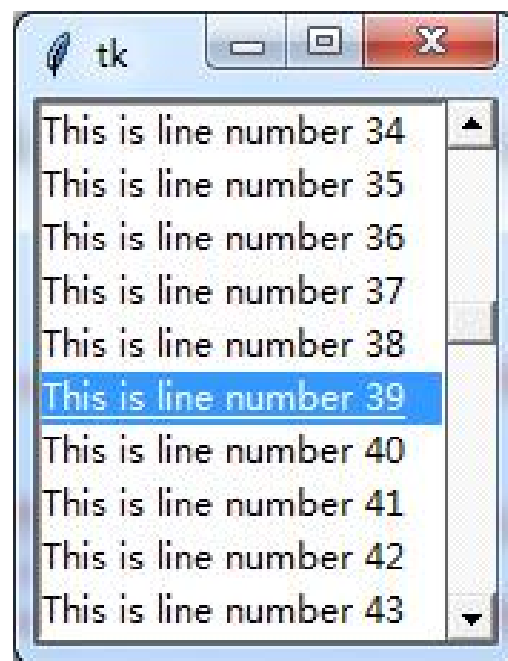 tk
This is line number 34
This is line number 35
This is line number 36
This is line number 37
This is line number 38
This is line number 39
This is line number 40
This is line number 41
This is line number 42
This is line number 43